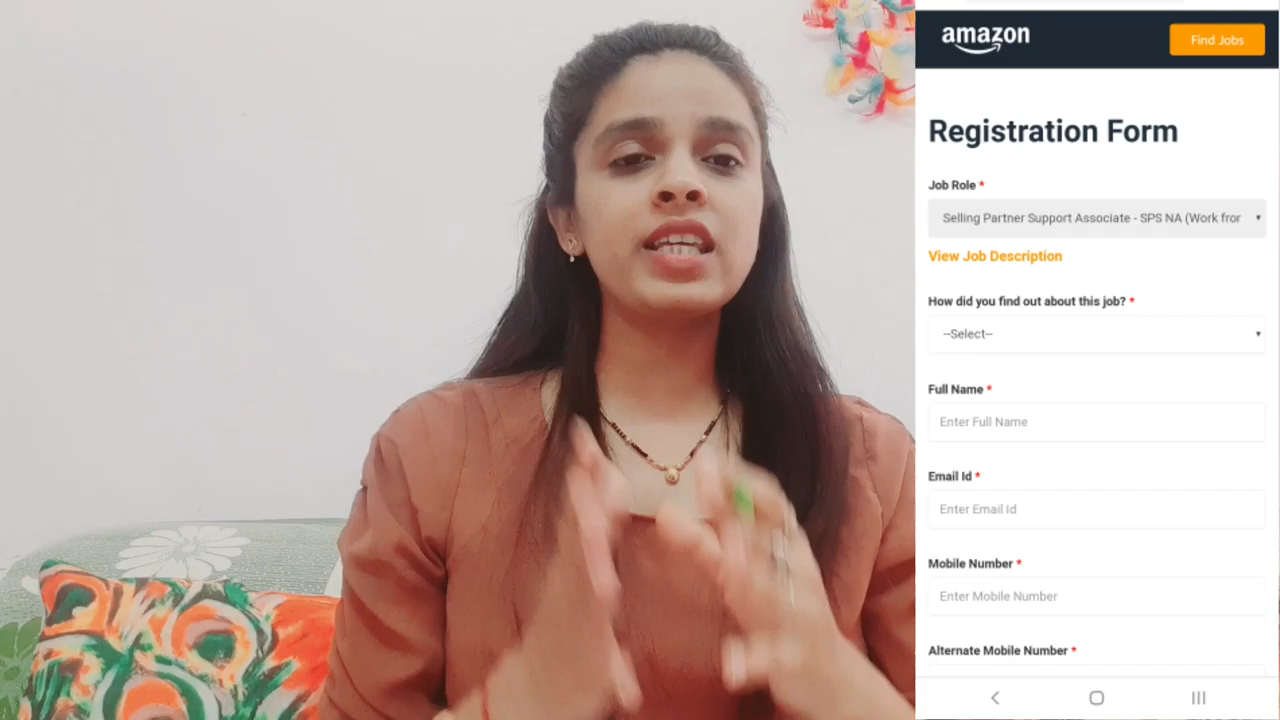 amazon
Find Jobs
Registration Form
Job Role *
Selling Partner Support Associate - SPS NA (Work fror
View Job Description
How did you find out about this job? *
--Select--
Full Name *
Enter Full Name
Email Id *
Enter Email Id
Mobile Number *
Enter Mobile Number
Alternate Mobile Number *